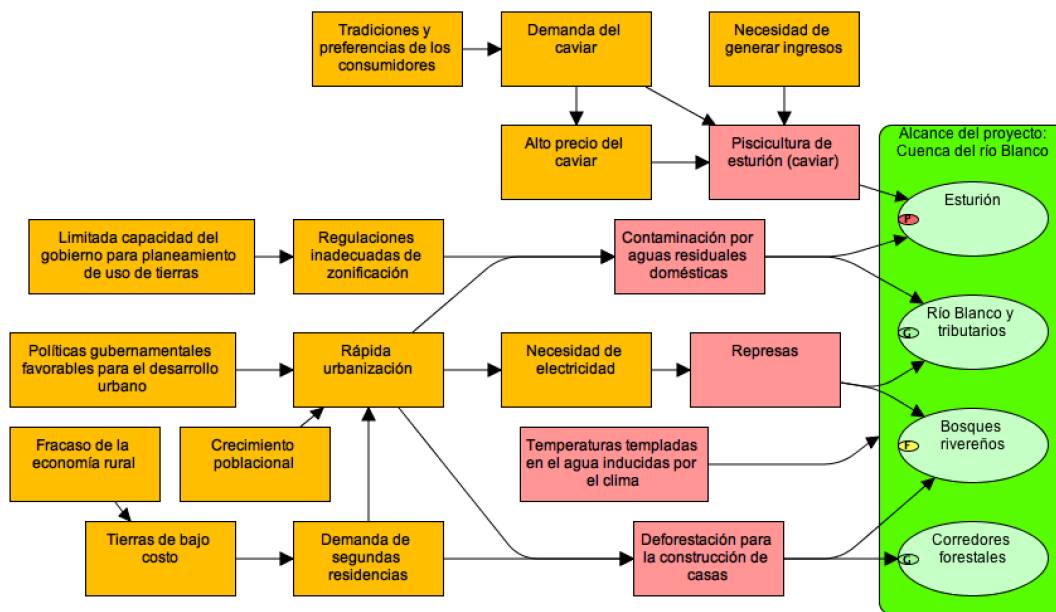 Tradiciones y
preferencias de los
consumidores
Demanda del
caviar
Necesidad de
generar ingresos
Alto precio del
caviar
Piscicultura de
esturión (caviar)
Alcance del proyecto:
Cuenca del río Blanco
Esturión
P
Limitada capacidad del
gobierno para planeamiento
de uso de tierras
Regulaciones
inadecuadas de
zonificación
Contaminación por
aguas residuales
domésticas
Río Blanco y
tributarios
G
Políticas gubernamentales
favorables para el desarrollo
urbano
Rápida
urbanización
Necesidad de
electricidad
Represas
Fracaso de la
economía rural
Crecimiento
poblacional
Temperaturas templadas
en el agua inducidas por
el clima
Bosques
rivereños
F
Tierras de bajo
costo
Demanda de
segundas
residencias
Deforestación para
la construcción de
casas
Corredores
forestales
G